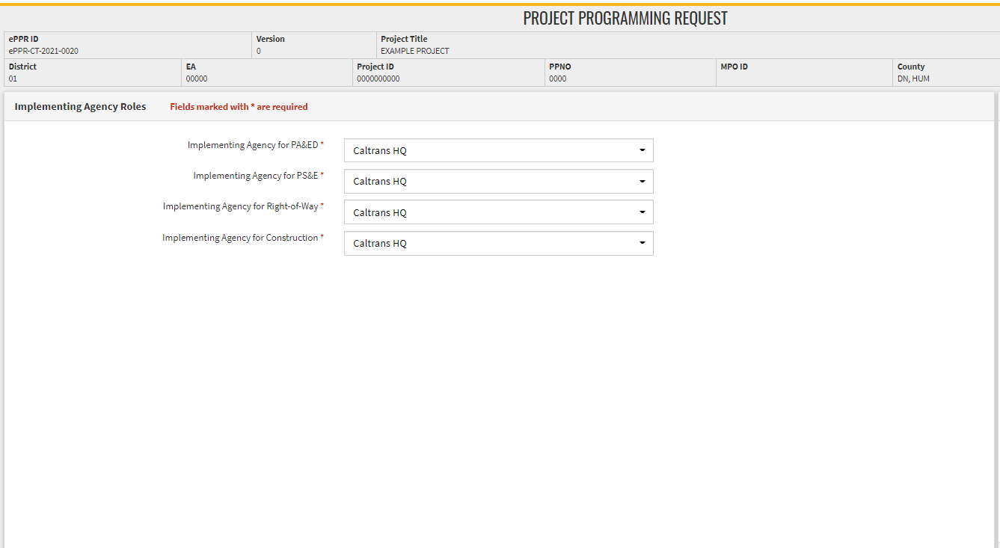 PROJECT PROGRAMMING REQUEST
ePPR ID Version Project Title
ePPR-CT-2021-0020 0 EXAMPLE PROJECT
District EA Project ID PPNO MPO ID County
01 00000 0000000000 0000 DN, HUM
Implementing Agency Roles Fields marked with * are required
Implementing Agency for PA&ED * Caltrans HQ
Implementing Agency for PS&E * Caltrans HQ
Implementing Agency for Right-of-Way * Caltrans HQ
Implementing Agency for Construction * Caltrans HQ